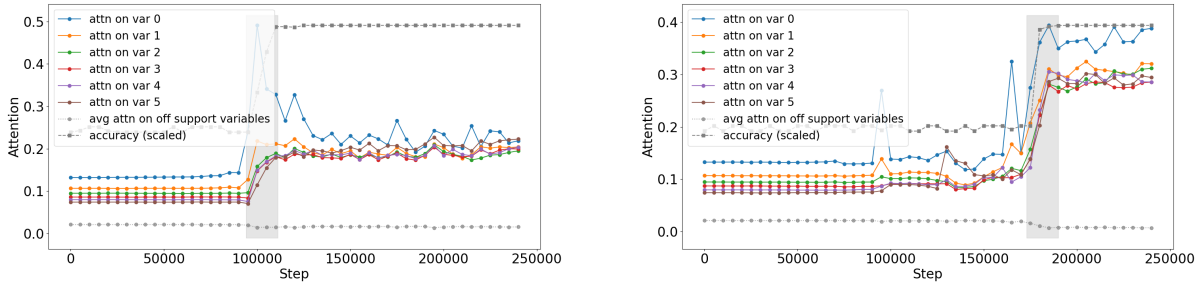 0.5
0.4
0.3
0.2
0.1
0.0
Attention
attn on var 0
attn on var 1
attn on var 2
attn on var 3
attn on var 4
attn on var 5
avg attn on off support variables
accuracy (scaled)
0 50000 100000 150000 200000 250000
Step
0.4
0.3
0.2
0.1
0.0
Attention
attn on var 0
attn on var 1
attn on var 2
attn on var 3
attn on var 4
attn on var 5
avg attn on off support variables
accuracy (scaled)
0 50000 100000 150000 200000 250000
Step